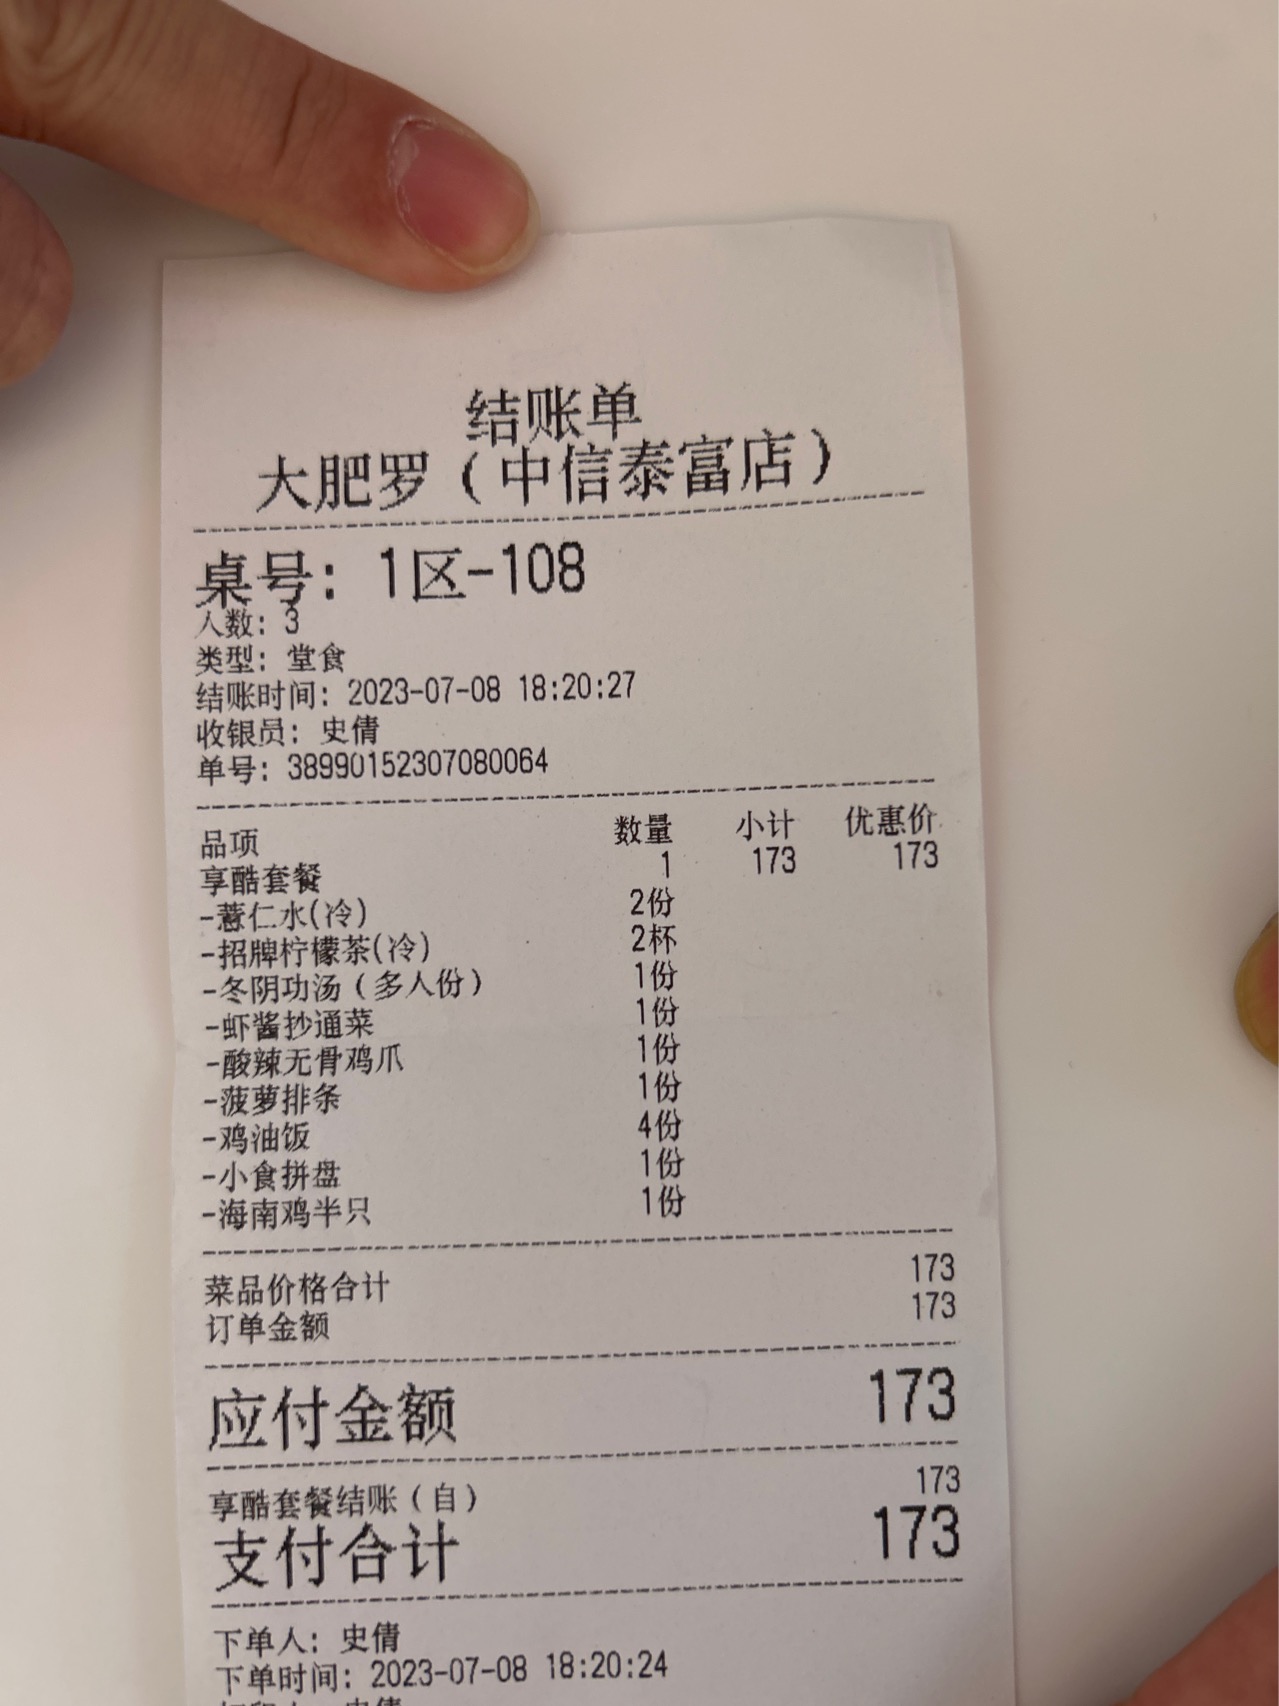 结账单
大肥罗（中信泰富店）
桌号: 1区-108
人数: 3
类型: 堂食
结账时间: 2023-07-08 18:20:27
收银员: 史倩
单号: 38990152307080064
品项 数量 小计 优惠价
享酷套餐 1 173 173
-薏仁水(冷) 2份
-招牌柠檬茶(冷) 2杯
-冬阴功汤（多人份） 1份
-虾酱抄通菜 1份
-酸辣无骨鸡爪 1份
-菠萝排条 1份
-鸡油饭 4份
-小食拼盘 1份
-海南鸡半只 1份
菜品价格合计 173
订单金额 173
应付金额 173
享酷套餐结账（自） 173
支付合计 173
下单人: 史倩
下单时间: 2023-07-08 18:20:24